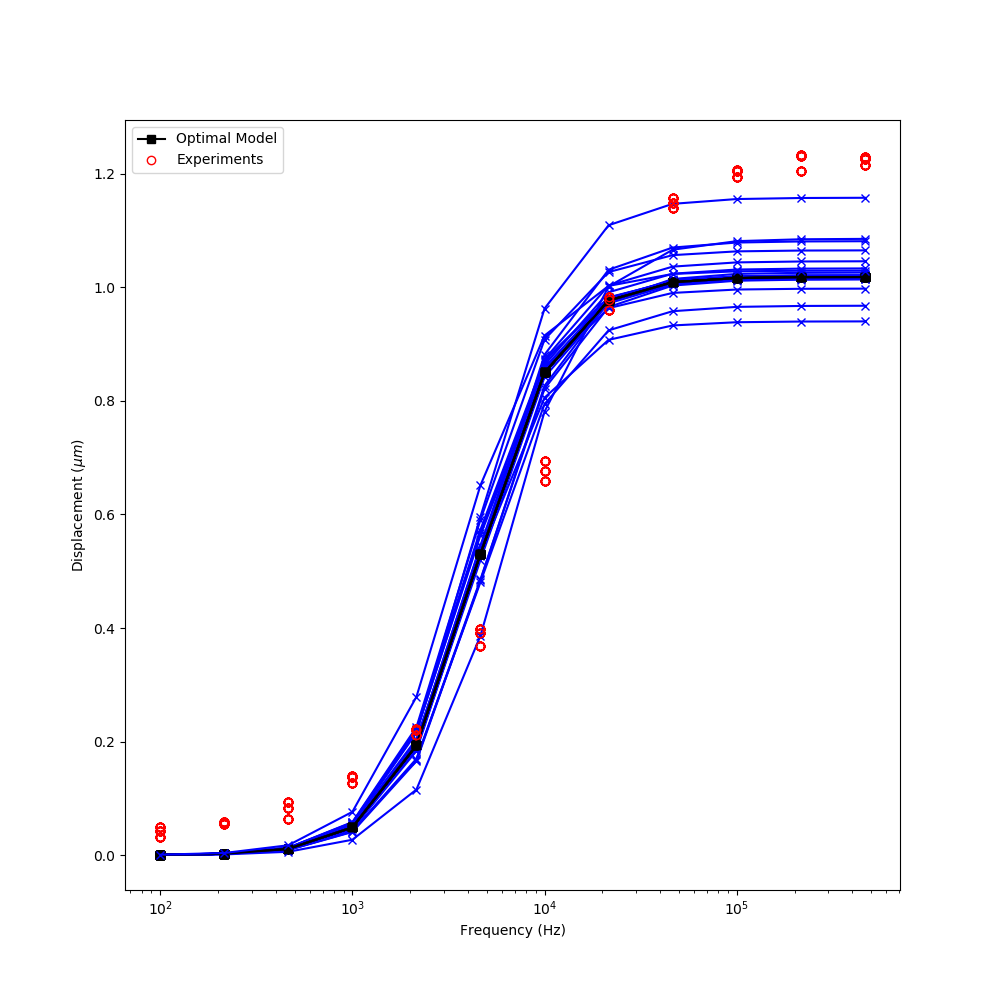 Optimal Model
Experiments
1.2
1.0
0.8
0.6
0.4
0.2
0.0
Displacement (μm)
10²
10³
10⁴
10⁵
Frequency (Hz)